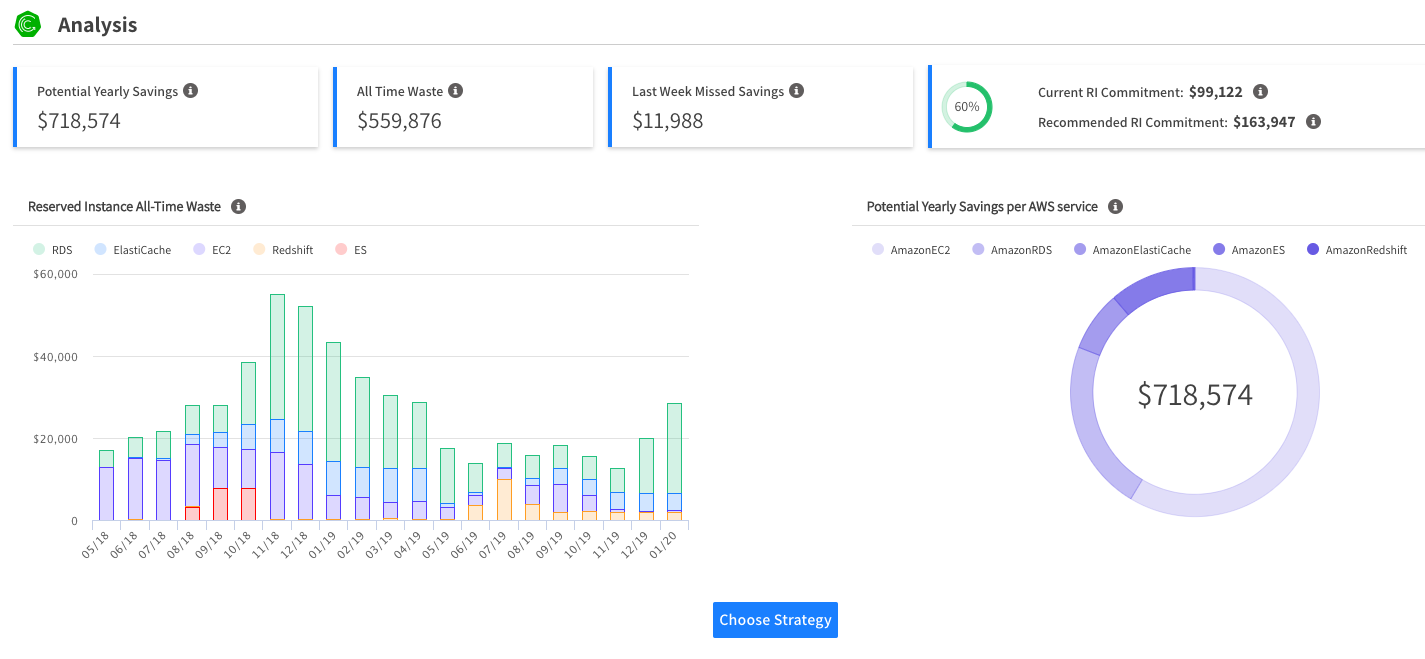 Analysis
Potential Yearly Savings
$718,574
All Time Waste
$559,876
Last Week Missed Savings
$11,988
60%
Current RI Commitment: $99,122
Recommended RI Commitment: $163,947
Reserved Instance All-Time Waste
RDS ElastiCache EC2 Redshift ES
$60,000
$40,000
$20,000
0
05/18 06/18 07/18 08/18 09/18 10/18 11/18 12/18 01/19 02/19 03/19 04/19 05/19 06/19 07/19 08/19 09/19 10/19 11/19 12/19 01/20
Potential Yearly Savings per AWS service
AmazonEC2 AmazonRDS AmazonElastiCache AmazonES AmazonRedshift
$718,574
Choose Strategy